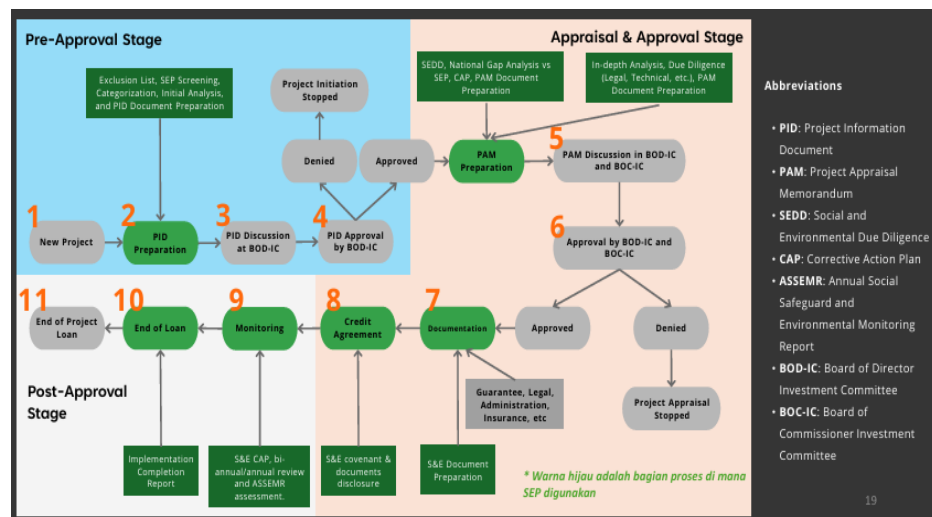 Pre-Approval Stage
Exclusion List, SEP Screening,
Categorization, Initial Analysis,
and PID Document Preparation
Project Initiation
Stopped
Denied
Approved
1
New Project
2
PID
Preparation
3
PID Discussion
at BOD-IC
4
PID Approval
by BOD-IC
Appraisal & Approval Stage
SEDD, National Gap Analysis vs
SEP, CAP, PAM Document
Preparation
In-depth Analysis, Due Diligence
(Legal, Technical, etc.), PAM
Document Preparation
PAM
Preparation
5
PAM Discussion in BOD-IC
and BOC-IC
6
Approval by BOD-IC and
BOC-IC
Approved
Denied
Project Appraisal
Stopped
7
Documentation
Guarantee, Legal,
Administration,
Insurance, etc
S&E Document
Preparation
8
Credit
Agreement
S&E covenant &
documents
disclosure
* Warna hijau adalah bagian proses di mana
SEP digunakan
9
Monitoring
S&E CAP, bi-
annual/annual review
and ASSEMR
assessment.
10
End of Loan
Implementation
Completion
Report
11
End of Project
Loan
Post-Approval
Stage
Abbreviations
• PID: Project Information
Document
• PAM: Project Appraisal
Memorandum
• SEDD: Social and
Environmental Due Diligence
• CAP: Corrective Action Plan
• ASSEMR: Annual Social
Safeguard and
Environmental Monitoring
Report
• BOD-IC: Board of Director
Investment Committee
• BOC-IC: Board of
Commissioner Investment
Committee
19